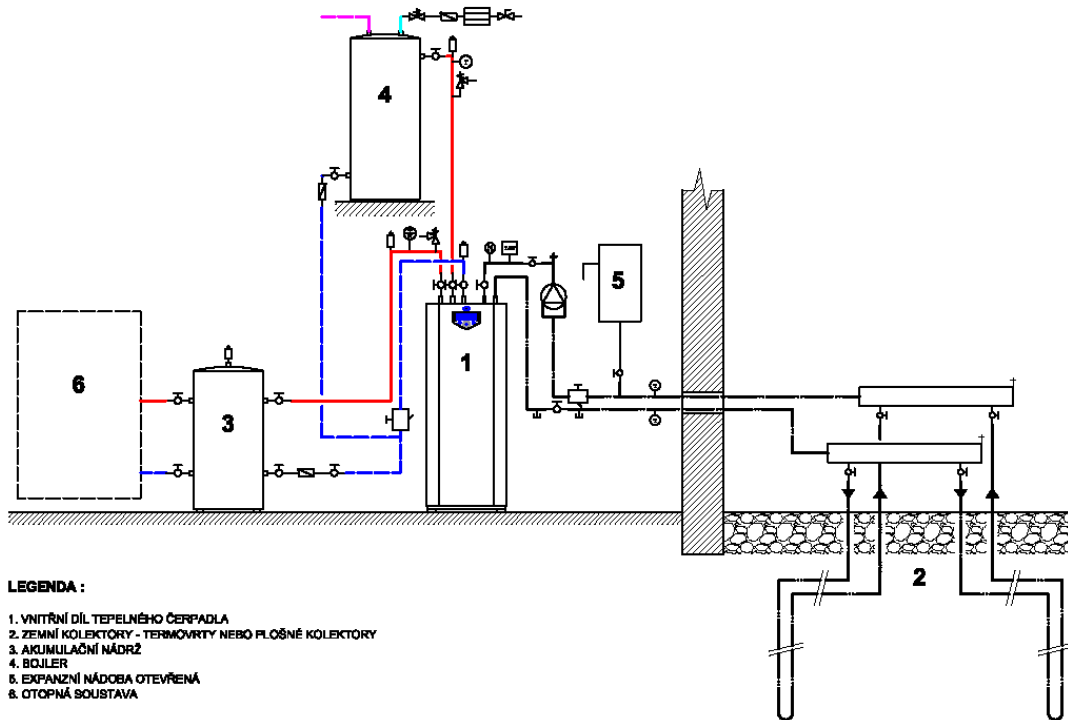 4
5
1
6
3
2
LEGENDA :
1. VNITŘNÍ DÍL TEPELNÉHO ČERPADLA
2. ZEMNÍ KOLEKTORY - TERMOVRTY NEBO PLOŠNÉ KOLEKTORY
3. AKUMULAČNÍ NÁDRŽ
4. BOJLER
5. EXPANZNÍ NÁDOBA OTEVŘENÁ
6. OTOPNÁ SOUSTAVA